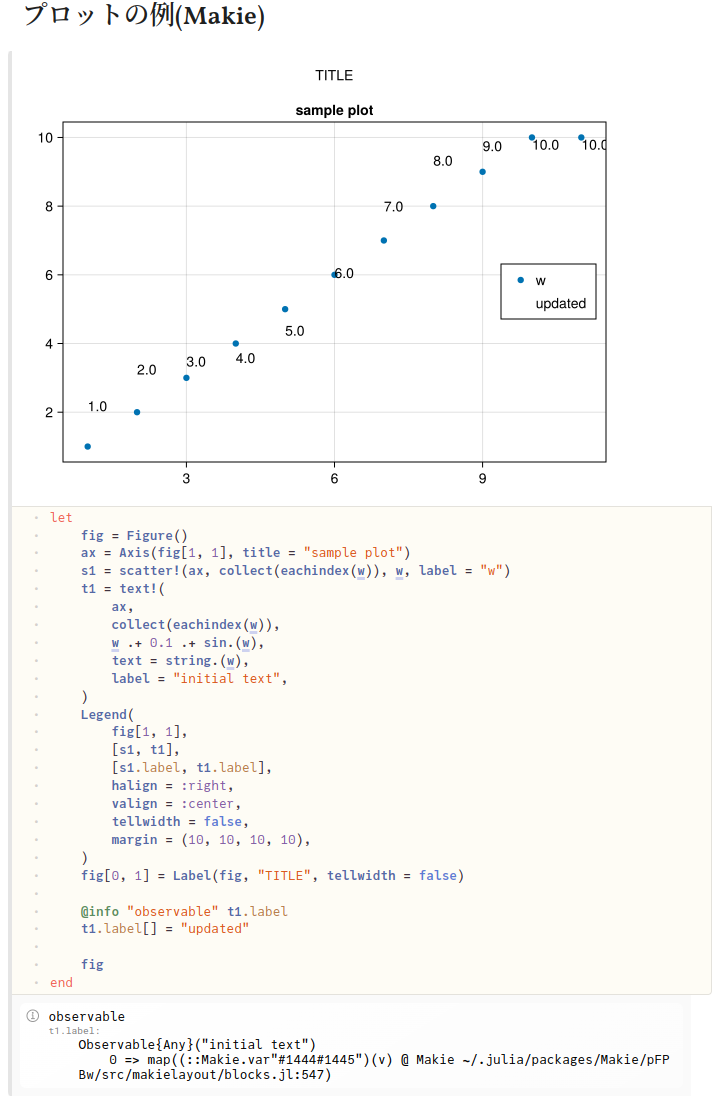 プロットの例(Makie)
TITLE
sample plot
10
8
6
4
2
1.0
2.0
3.0
4.0
5.0
6.0
7.0
8.0
9.0
10.0
10.0
w
updated
3
6
9
let
fig = Figure()
ax = Axis(fig[1, 1], title = "sample plot")
s1 = scatter!(ax, collect(eachindex(w)), w, label = "w")
t1 = text!(
ax,
collect(eachindex(w)),
w .+ 0.1 .+ sin.(w),
text = string.(w),
label = "initial text",
)
Legend(
fig[1, 1],
[s1, t1],
[s1.label, t1.label],
halign = :right,
valign = :center,
tellwidth = false,
margin = (10, 10, 10, 10),
)
fig[0, 1] = Label(fig, "TITLE", tellwidth = false)
@info "observable" t1.label
t1.label[] = "updated"
fig
end
observable
t1.label:
Observable{Any}("initial text")
0 => map((::Makie.var"#1444#1445")(v) @ Makie ~/.julia/packages/Makie/pFP
Bw/src/makielayout/blocks.jl:547)